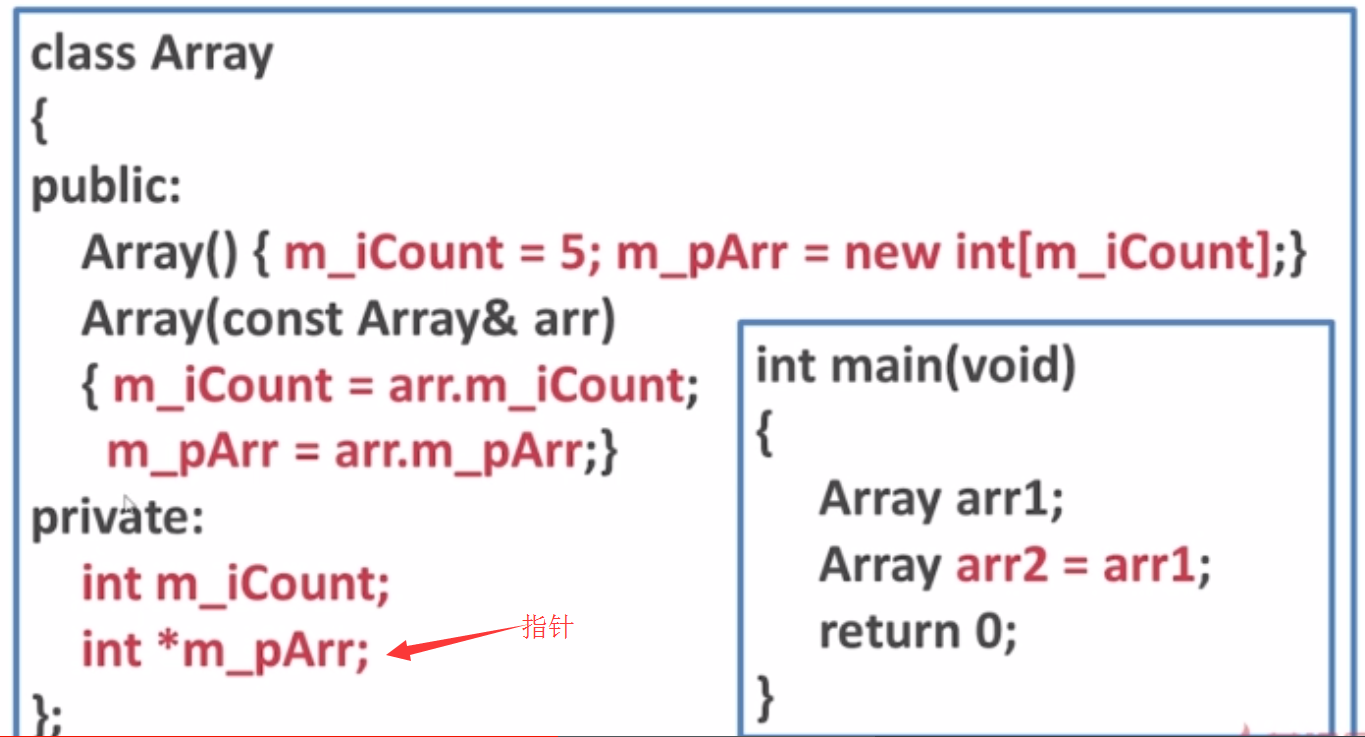 class Array
{
public:
Array() { m_iCount = 5; m_pArr = new int[m_iCount];}
Array(const Array& arr)
{ m_iCount = arr.m_iCount;
m_pArr = arr.m_pArr;}
private:
int m_iCount;
int *m_pArr;
指针
};
int main(void)
{
Array arr1;
Array arr2 = arr1;
return 0;
}